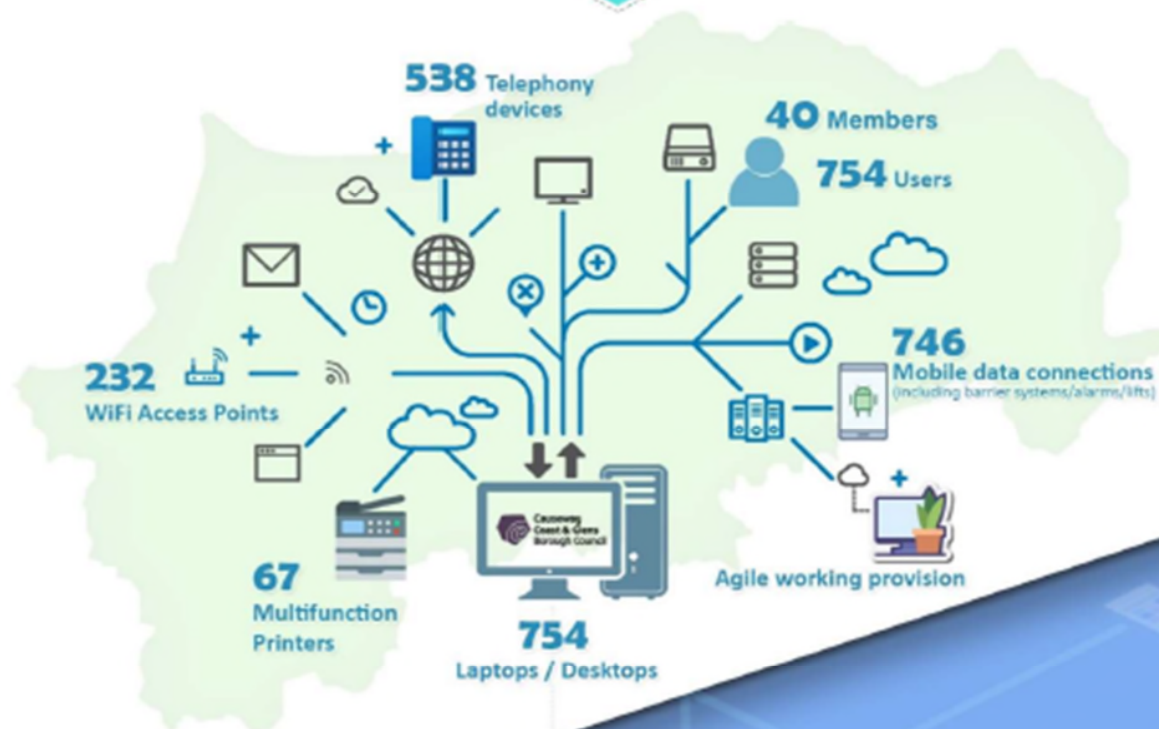 538 Telephony
devices
40 Members
754 Users
232
WiFi Access Points
746
Mobile data connections
(including barrier systems/alarms/lifts)
67
Multifunction
Printers
Causeway
Coast & Glens
Borough Council
754
Laptops / Desktops
Agile working provision